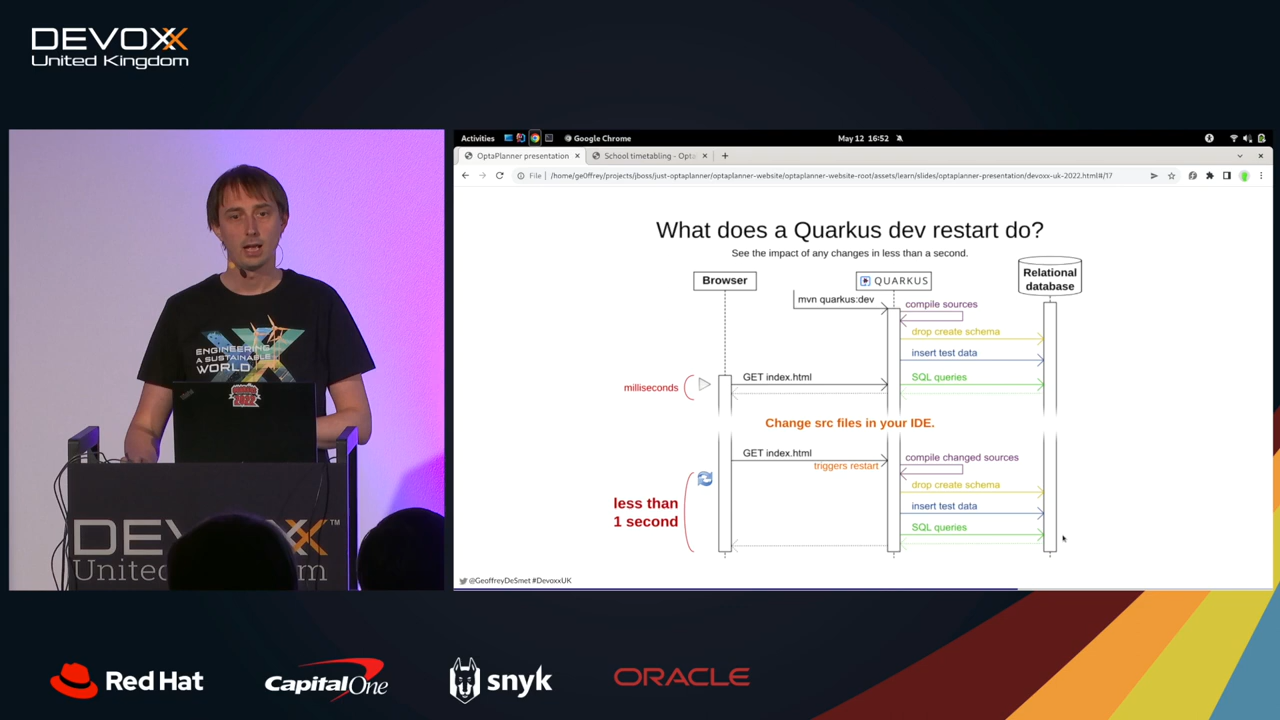 DEVOXX
United Kingdom
Activities
Google Chrome
May 12 16:52
OptaPlanner presentation
School timetabling - Opta
File
/home/ge0ffrey/projects/jboss/just-optaplanner/optaplanner-website/optaplanner-website-root/assets/learn/slides/optaplanner-presentation/devoxx-uk-2022.html#/17
What does a Quarkus dev restart do?
See the impact of any changes in less than a second.
Browser
QUARKUS
Relational
database
mvn quarkus:dev
compile sources
drop create schema
insert test data
milliseconds
GET index.html
SQL queries
Change src files in your IDE.
GET index.html
triggers restart
compile changed sources
drop create schema
less than
1 second
insert test data
SQL queries
@GeoffreyDeSmet #DevoxxUK
ENGINEERING
A SUSTAINABLE
WORLD
2022
DEVOXX™
United
m
Red Hat
Capital One
snyk
ORACLE